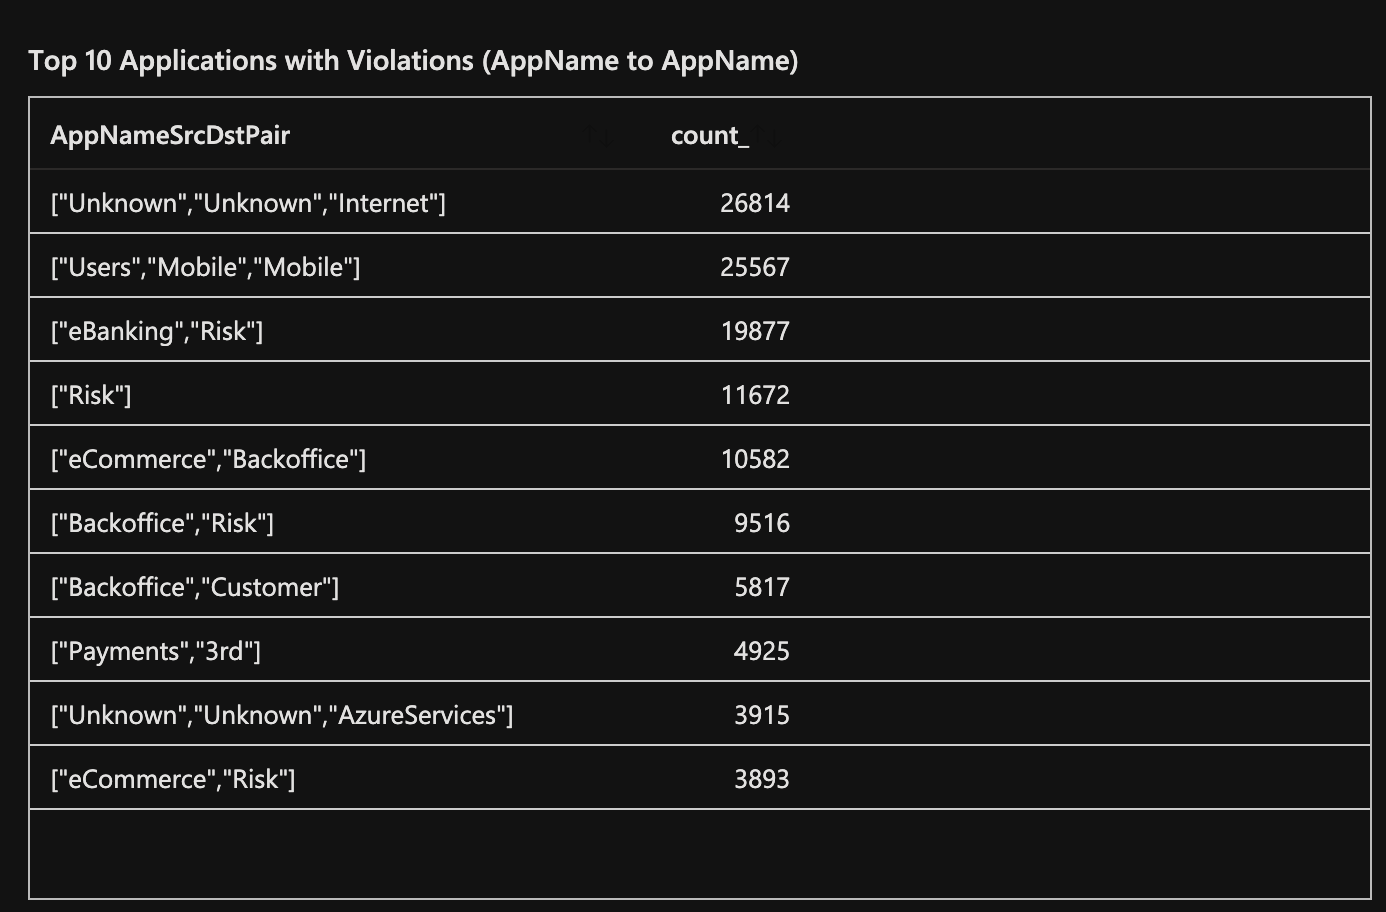 Top 10 Applications with Violations (AppName to AppName)
AppNameSrcDstPair count_
["Unknown","Unknown","Internet"] 26814
["Users","Mobile","Mobile"] 25567
["eBanking","Risk"] 19877
["Risk"] 11672
["eCommerce","Backoffice"] 10582
["Backoffice","Risk"] 9516
["Backoffice","Customer"] 5817
["Payments","3rd"] 4925
["Unknown","Unknown","AzureServices"] 3915
["eCommerce","Risk"] 3893